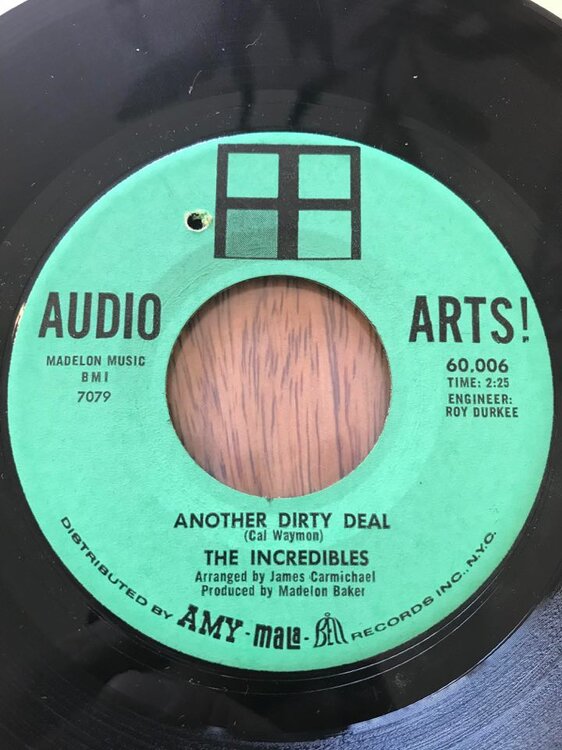 AUDIO ARTS!
MADELON MUSIC
BMI
7079
60.006
TIME: 2:25
ENGINEER:
ROY DURKEE
ANOTHER DIRTY DEAL
(Cal Waymon)
THE INCREDIBLES
Arranged by James Carmichael
Produced by Madelon Baker
DISTRIBUTED BY AMY-mala-BELL RECORDS INC., N.Y.C.